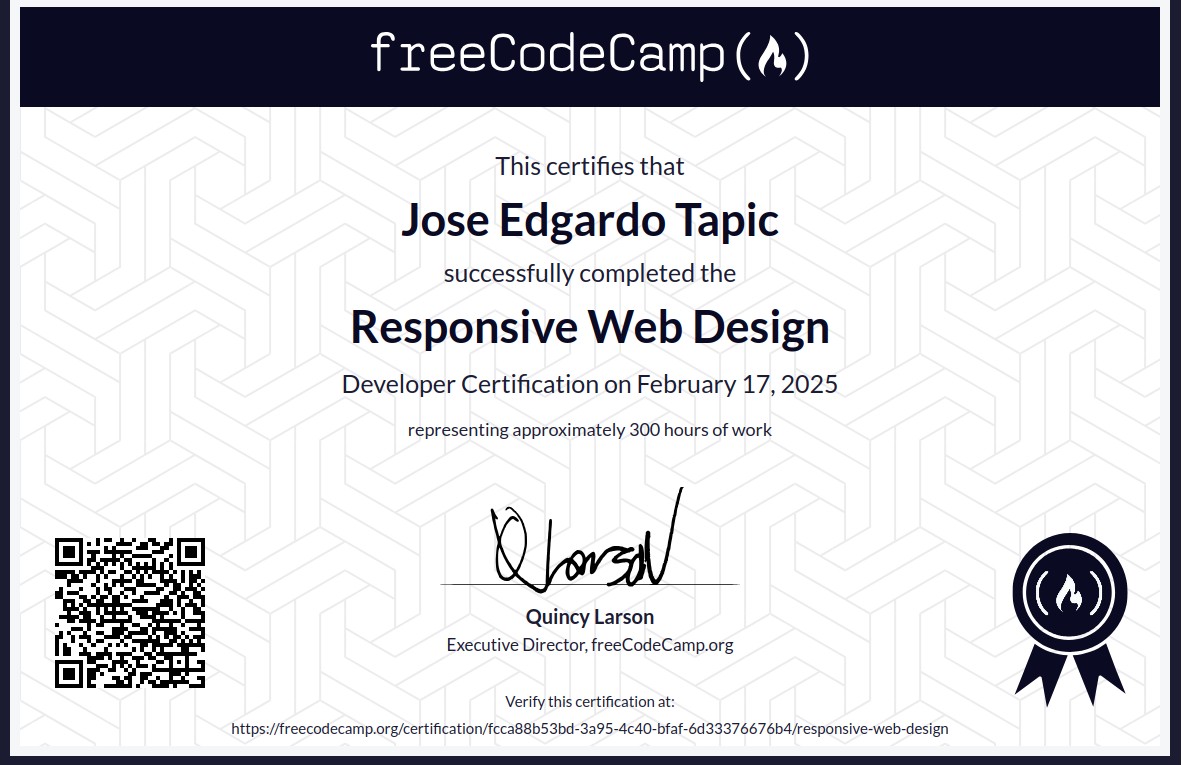 freeCodeCamp
This certifies that
Jose Edgardo Tapic
successfully completed the
Responsive Web Design
Developer Certification on February 17, 2025
representing approximately 300 hours of work
Quincy Larson
Executive Director, freeCodeCamp.org
Verify this certification at:
https://freecodecamp.org/certification/fcca88b53bd-3a95-4c40-bfaf-6d33376676b4/responsive-web-design